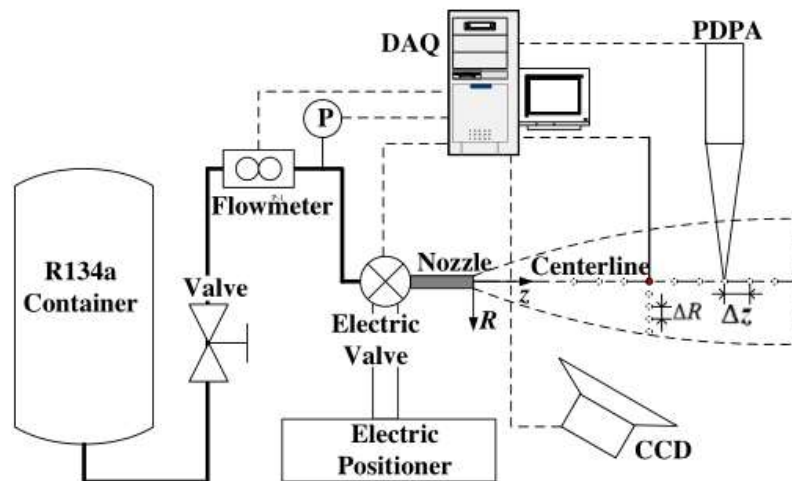 DAQ
PDPA
P
Flowmeter
R134a
Container
Valve
Nozzle
Centerline
z
R
ΔR
Δz
Electric
Valve
Electric
Positioner
CCD